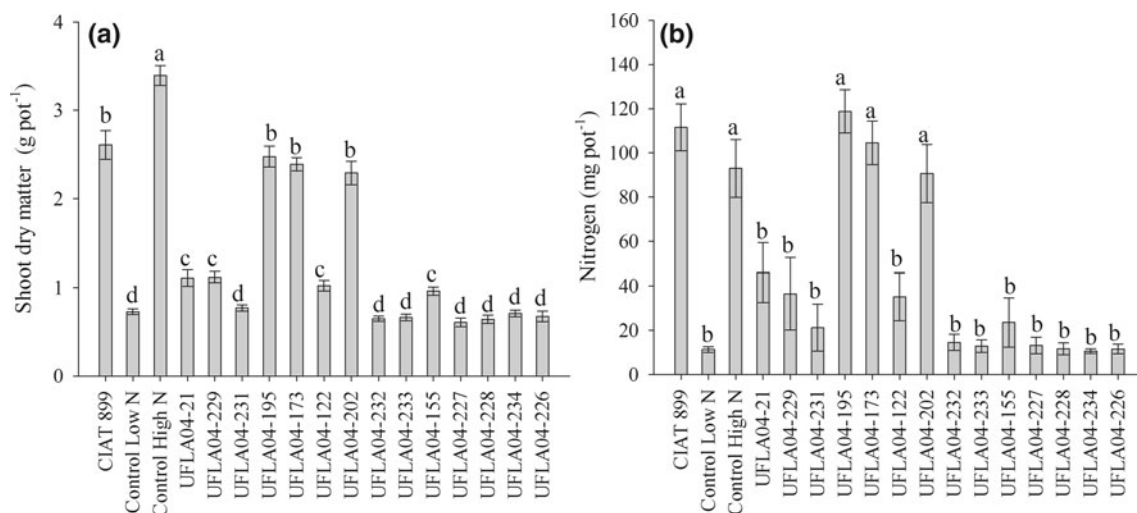 (a)
Shoot dry matter (g pot⁻¹)
4
3
2
1
0
b
d
a
c
c
d
b
b
c
b
d
d
c
d
d
d
d
CIAT 899
Control Low N
Control High N
UFLA04-21
UFLA04-229
UFLA04-231
UFLA04-195
UFLA04-173
UFLA04-122
UFLA04-202
UFLA04-232
UFLA04-233
UFLA04-155
UFLA04-227
UFLA04-228
UFLA04-234
UFLA04-226
(b)
Nitrogen (mg pot⁻¹)
160
140
120
100
80
60
40
20
0
a
b
a
b
b
b
a
a
b
a
b
b
b
b
b
b
b
CIAT 899
Control Low N
Control High N
UFLA04-21
UFLA04-229
UFLA04-231
UFLA04-195
UFLA04-173
UFLA04-122
UFLA04-202
UFLA04-232
UFLA04-233
UFLA04-155
UFLA04-227
UFLA04-228
UFLA04-234
UFLA04-226